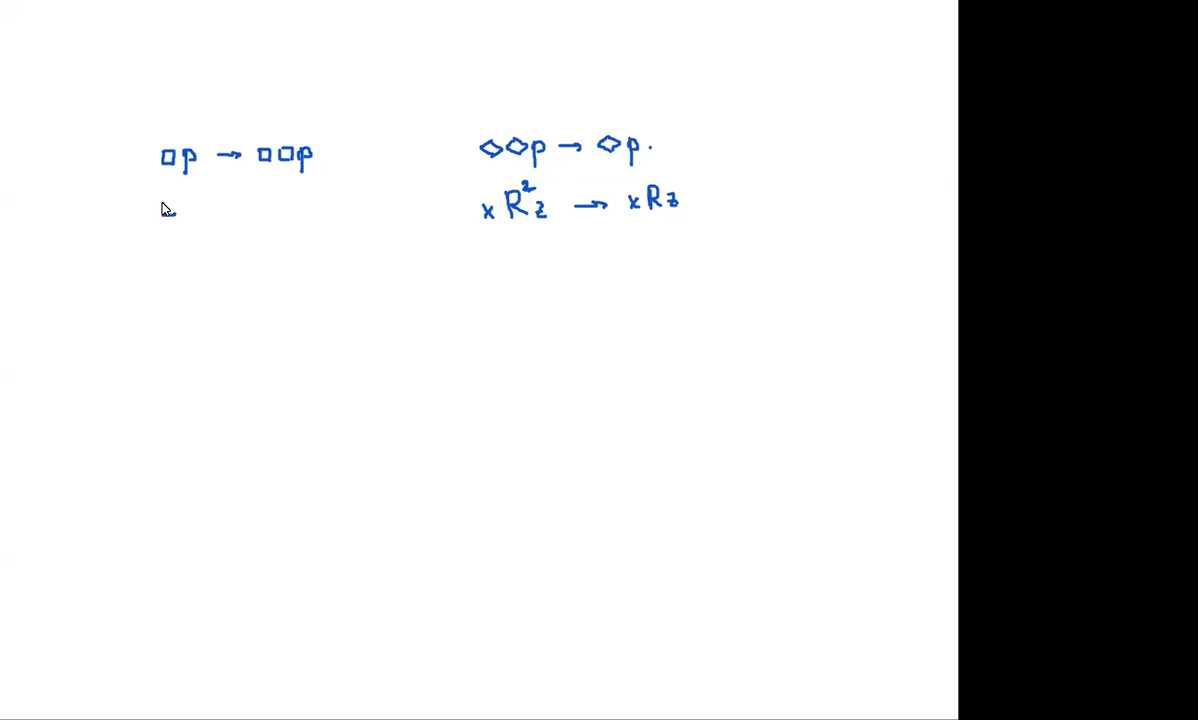 □p → □□p
◇◇p → ◇p.
xR²z → xRz